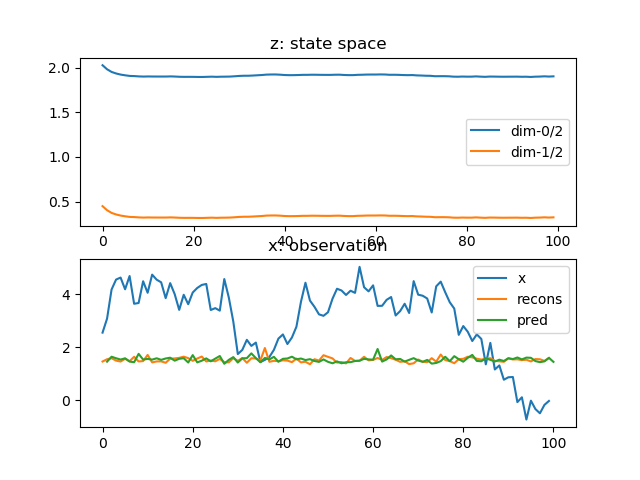 z: state space
2.0
1.5
1.0
0.5
dim-0/2
dim-1/2
0 20 40 60 80 100
x: observation
4
2
0
x
recons
pred
0 20 40 60 80 100